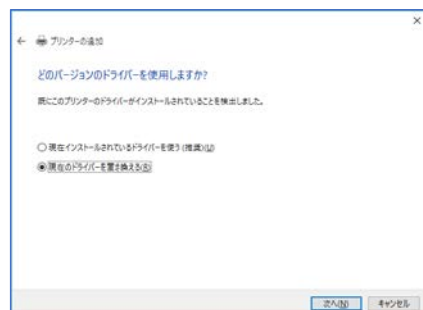 プリンターの追加
どのバージョンのドライバーを使用しますか?
既にこのプリンターのドライバーがインストールされていることを検出しました。
現在インストールされているドライバーを使う (推奨)(U)
現在のドライバーを置き換える(R)
次へ(N) キャンセル